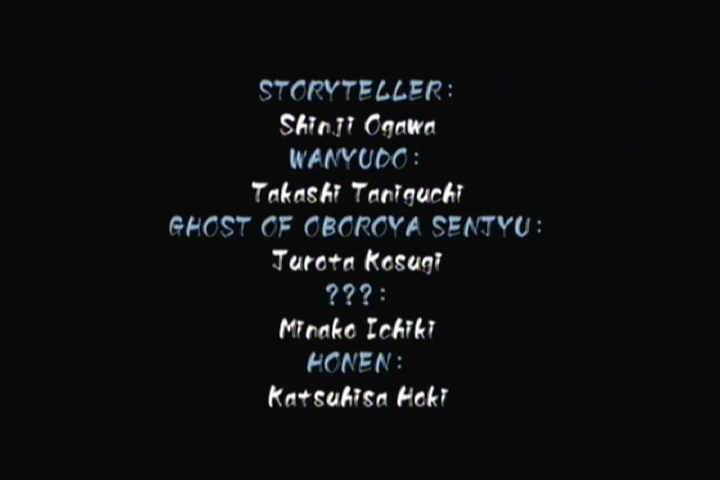 STORYTELLER:
Shinji Ogawa
WANYUDO:
Takashi Taniguchi
GHOST OF OBOROYA SENJYU:
Jurota Kosugi
???:
Minako Ichiki
HONEN:
Katsuhisa Hoki